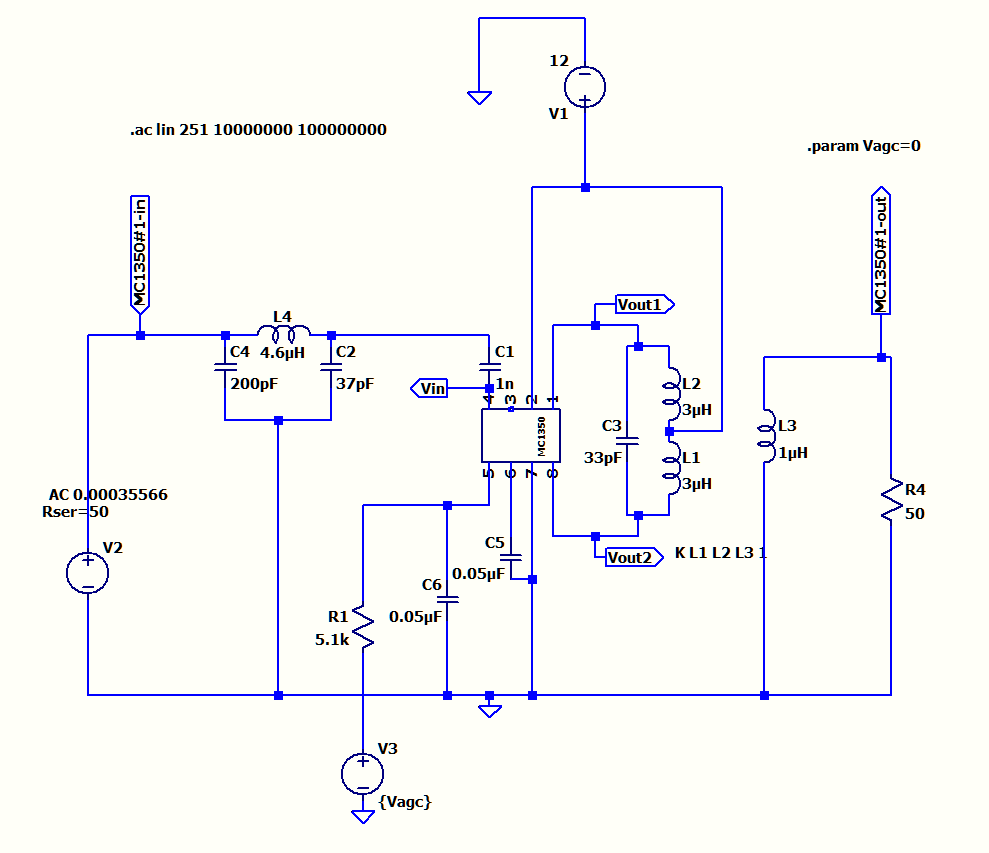 12
V1
.ac lin 251 10000000 100000000
.param Vagc=0
MC1350#1-in
MC1350#1-out
Vout1
L4
4.6µH
C4
200pF
C2
37pF
C1
1n
Vin
4 3 2 1
MC1350
5 6 7 8
L2
3µH
C3
33pF
L1
3µH
L3
1µH
R4
50
AC 0.00035566
Rser=50
V2
C5
0.05µF
Vout2
K L1 L2 L3 1
C6
0.05µF
R1
5.1k
V3
{Vagc}